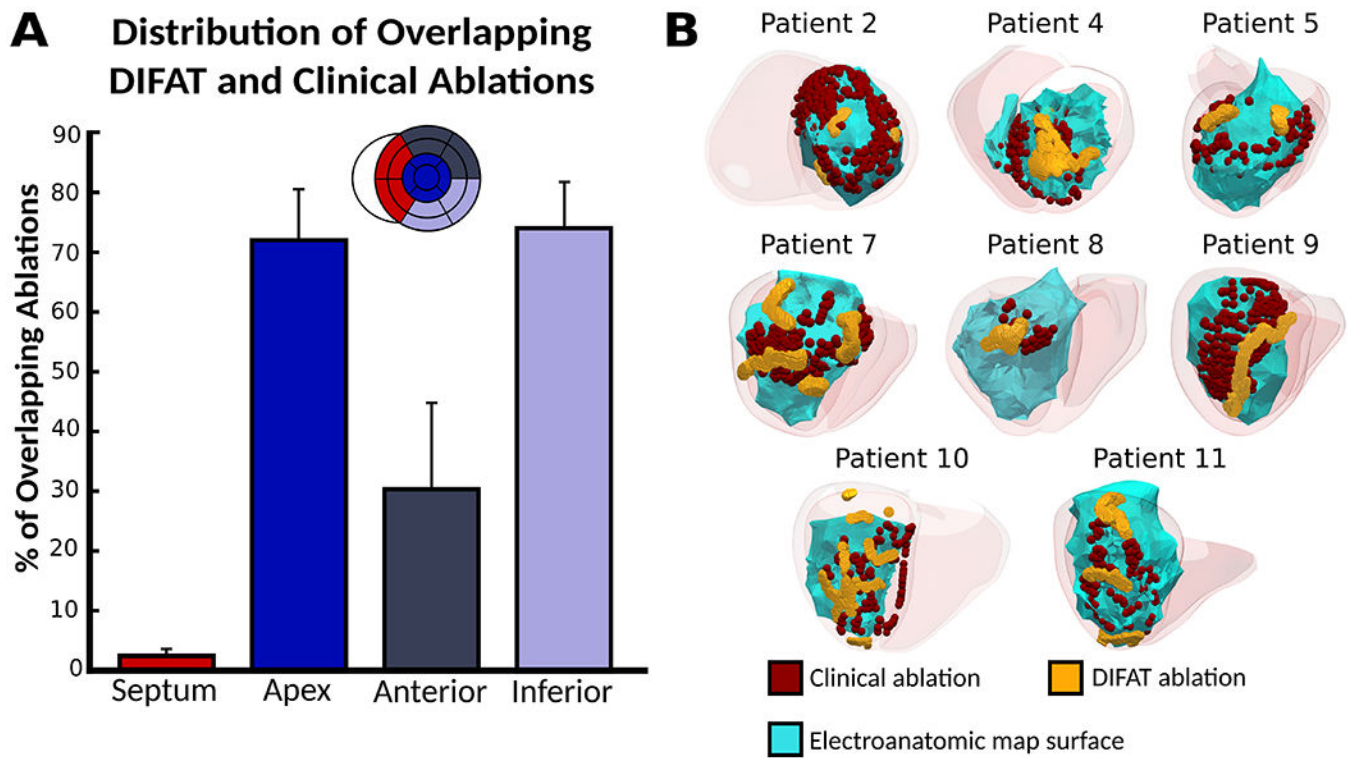 A
Distribution of Overlapping
DIFAT and Clinical Ablations
% of Overlapping Ablations
90
80
70
60
50
40
30
20
10
0
Septum
Apex
Anterior
Inferior
B
Patient 2
Patient 4
Patient 5
Patient 7
Patient 8
Patient 9
Patient 10
Patient 11
Clinical ablation
DIFAT ablation
Electroanatomic map surface